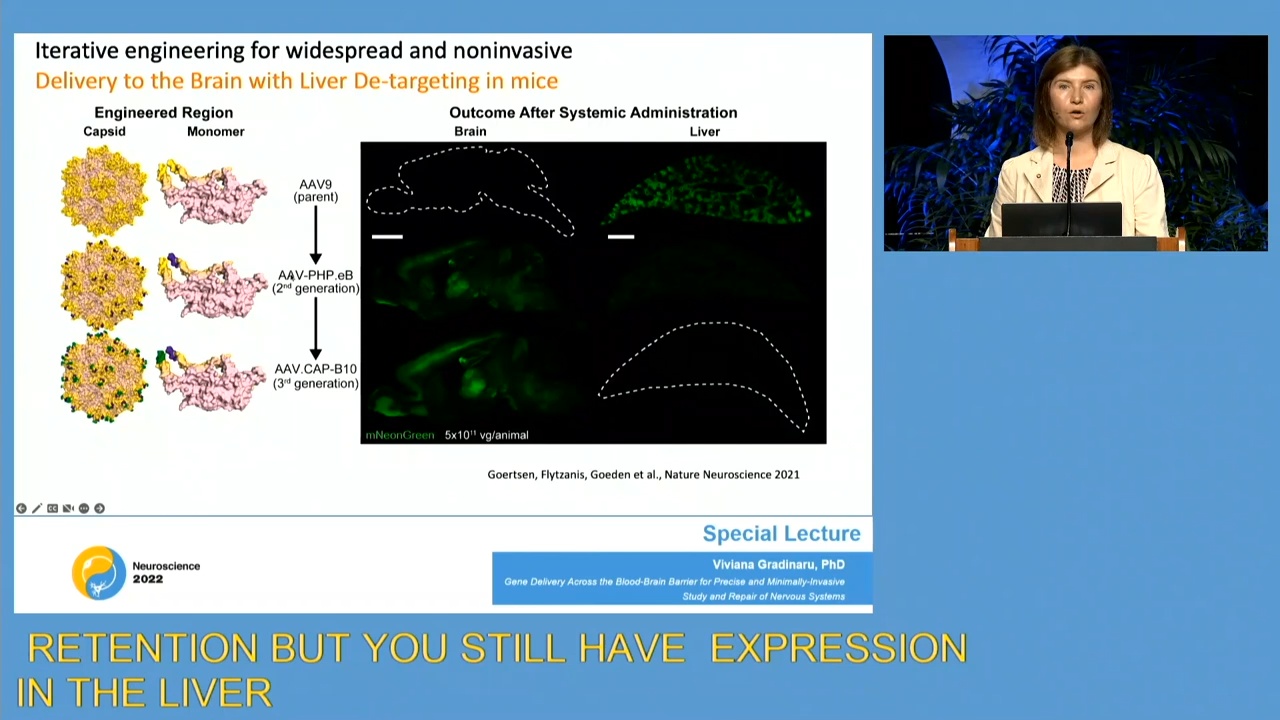 Iterative engineering for widespread and noninvasive
Delivery to the Brain with Liver De-targeting in mice
Engineered Region
Capsid Monomer
Outcome After Systemic Administration
Brain Liver
AAV9
(parent)
AAV-PHP.eB
(2nd generation)
AAV.CAP-B10
(3rd generation)
mNeonGreen 5x10¹¹ vg/animal
Goertsen, Flytzanis, Goeden et al., Nature Neuroscience 2021
Special Lecture
Neuroscience
2022
Viviana Gradinaru, PhD
Gene Delivery Across the Blood-Brain Barrier for Precise and Minimally-Invasive
Study and Repair of Nervous Systems
RETENTION BUT YOU STILL HAVE EXPRESSION
IN THE LIVER